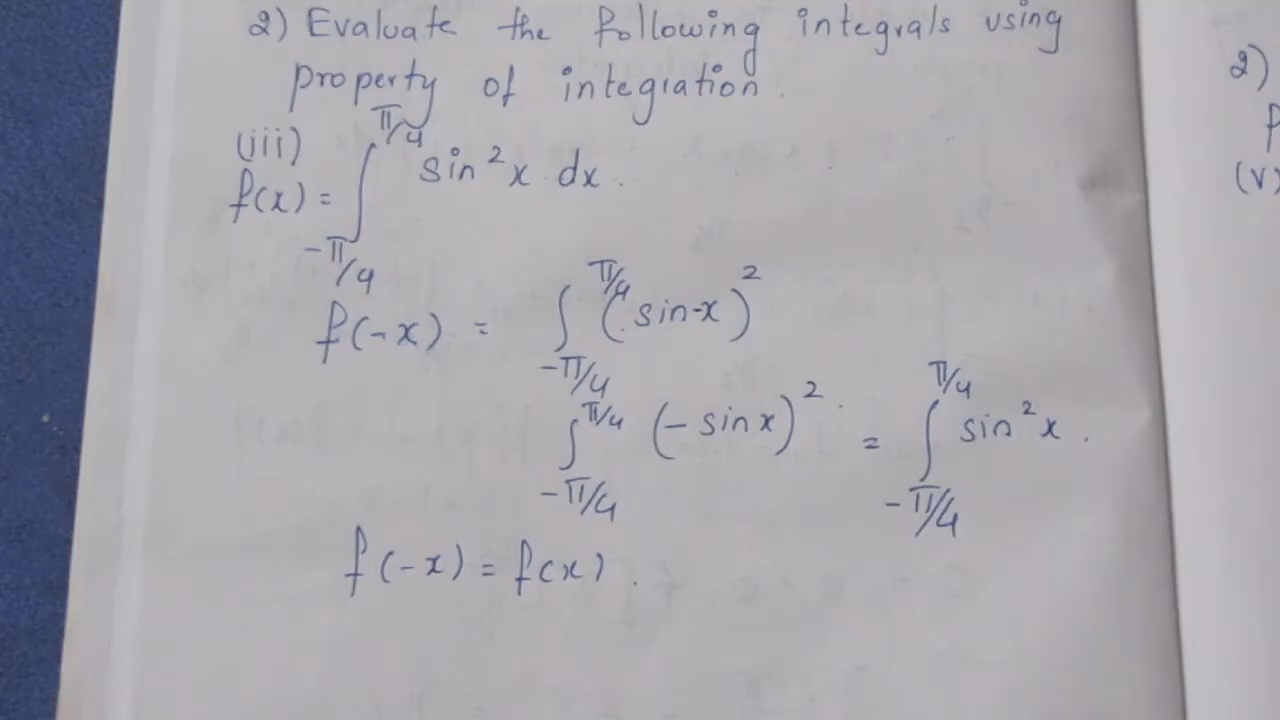 2) Evaluate the following integrals using
property of integration.
(iii)
f(x) = ∫_{-π/4}^{π/4} sin²x dx.
f(-x) = ∫_{-π/4}^{π/4} (sin-x)²
∫_{-π/4}^{π/4} (-sinx)² = ∫_{-π/4}^{π/4} sin²x.
f(-x) = f(x).
2)
(v)